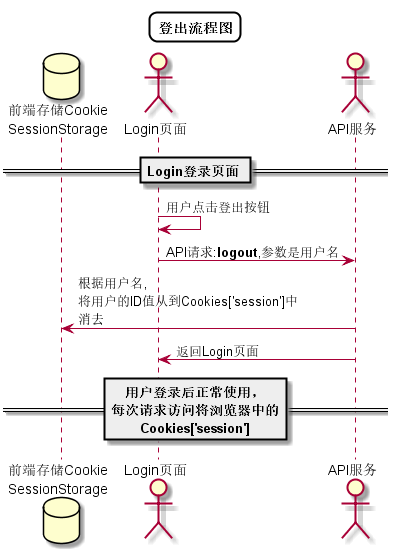 登出流程图
前端存储Cookie
SessionStorage
Login页面
API服务
Login登录页面
用户点击登出按钮
API请求:logout,参数是用户名
根据用户名,
将用户的ID值从到Cookies['session']中
消去
返回Login页面
用户登录后正常使用,
每次请求访问将浏览器中的
Cookies['session']
前端存储Cookie
SessionStorage
Login页面
API服务